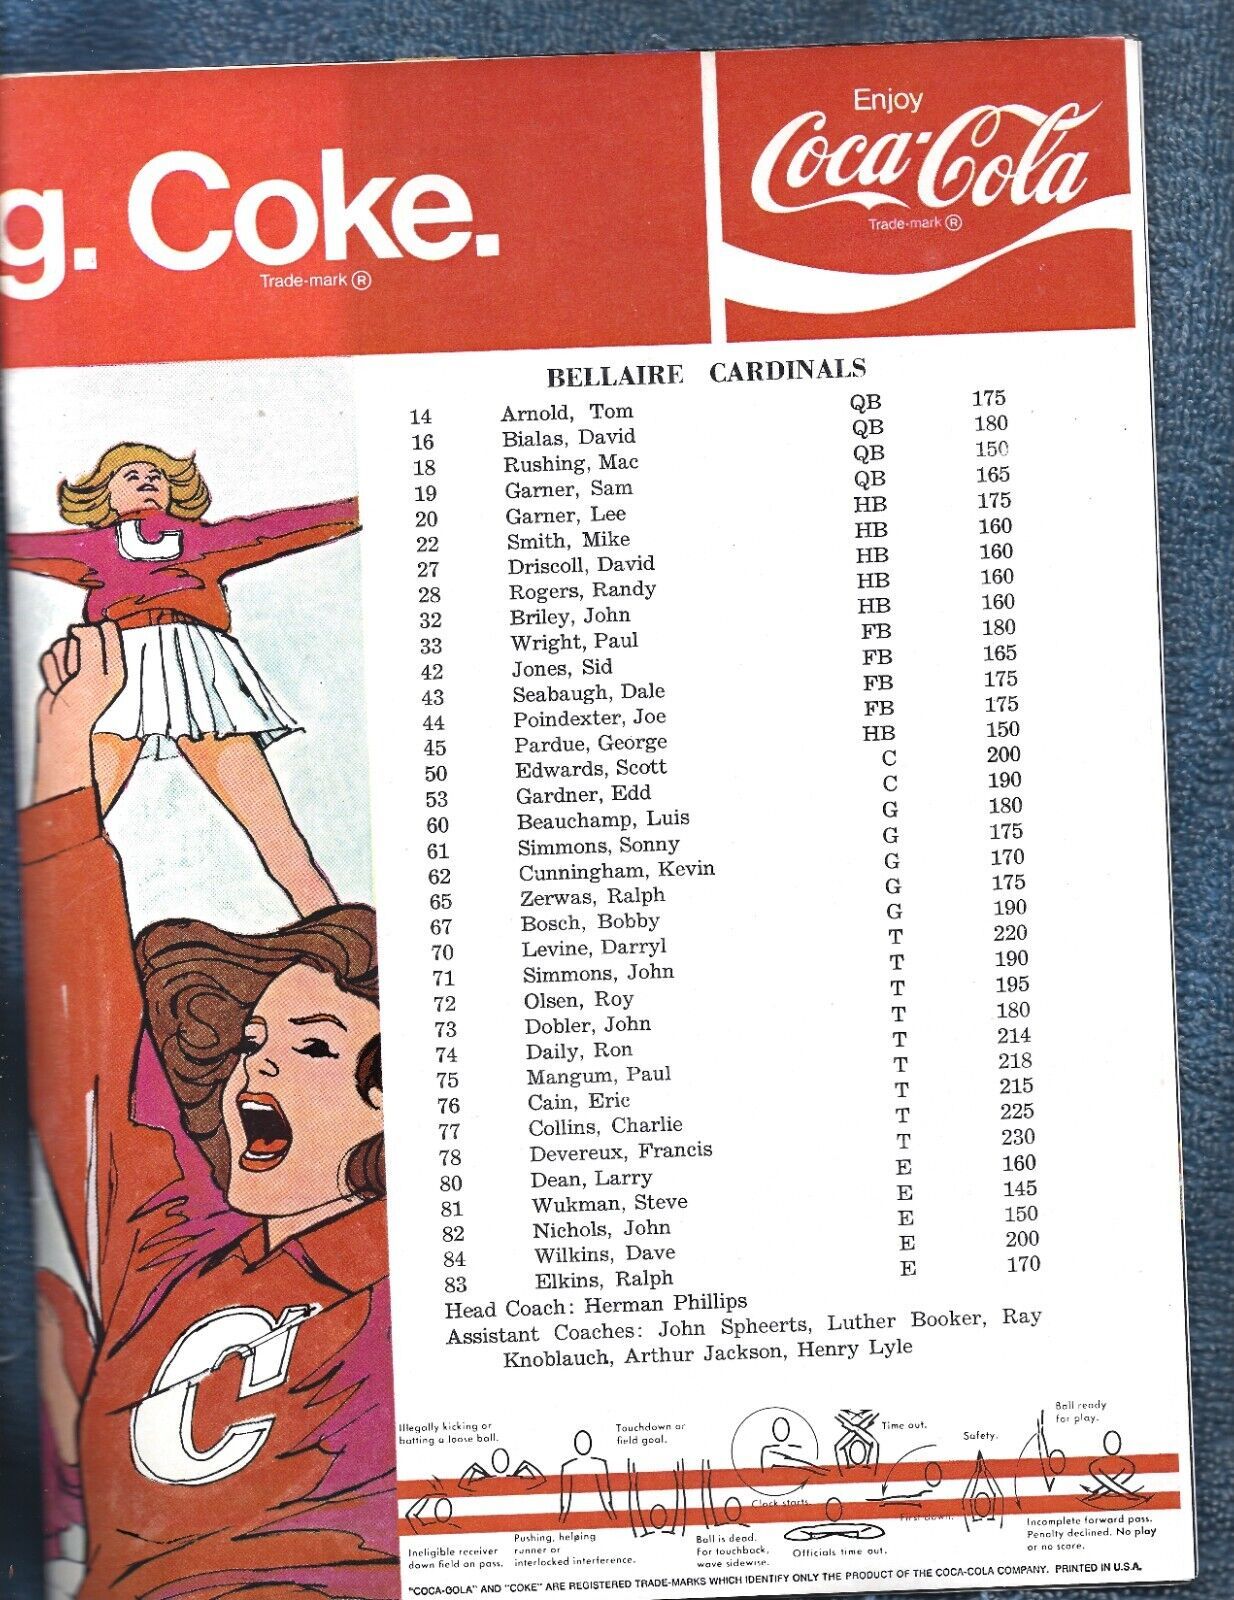 g. Coke.
Trade-mark ®
Enjoy
Coca-Cola
Trade-mark ®
BELLAIRE CARDINALS
14 Arnold, Tom QB 175
16 Bialas, David QB 180
18 Rushing, Mac QB 150
19 Garner, Sam QB 165
20 Garner, Lee HB 175
22 Smith, Mike HB 160
27 Driscoll, David HB 160
28 Rogers, Randy HB 160
32 Briley, John HB 160
33 Wright, Paul FB 180
42 Jones, Sid FB 165
43 Seabaugh, Dale FB 175
44 Poindexter, Joe FB 175
45 Pardue, George HB 150
50 Edwards, Scott C 200
53 Gardner, Edd C 190
60 Beauchamp, Luis G 180
61 Simmons, Sonny G 175
62 Cunningham, Kevin G 170
65 Zerwas, Ralph G 175
67 Bosch, Bobby G 190
70 Levine, Darryl T 220
71 Simmons, John T 190
72 Olsen, Roy T 195
73 Dobler, John T 180
74 Daily, Ron T 214
75 Mangum, Paul T 218
76 Cain, Eric T 215
77 Collins, Charlie T 225
78 Devereux, Francis T 230
80 Dean, Larry E 160
81 Wukman, Steve E 145
82 Nichols, John E 150
84 Wilkins, Dave E 200
83 Elkins, Ralph E 170
Head Coach: Herman Phillips
Assistant Coaches: John Spheerts, Luther Booker, Ray
Knoblauch, Arthur Jackson, Henry Lyle
C
C
Illegally kicking or
batting a loose ball.
Touchdown or
field goal.
Time out.
Safety.
Ball ready
for play.
Clock starts.
First down.
Ineligible receiver
down field on pass.
Pushing, helping
runner or
interlocked interference.
Ball is dead.
For touchback,
wave sidewise.
Officials time out.
Incomplete forward pass.
Penalty declined. No play
or no score.
"COCA-COLA" AND "COKE" ARE REGISTERED TRADE-MARKS WHICH IDENTIFY ONLY THE PRODUCT OF THE COCA-COLA COMPANY. PRINTED IN U.S.A.